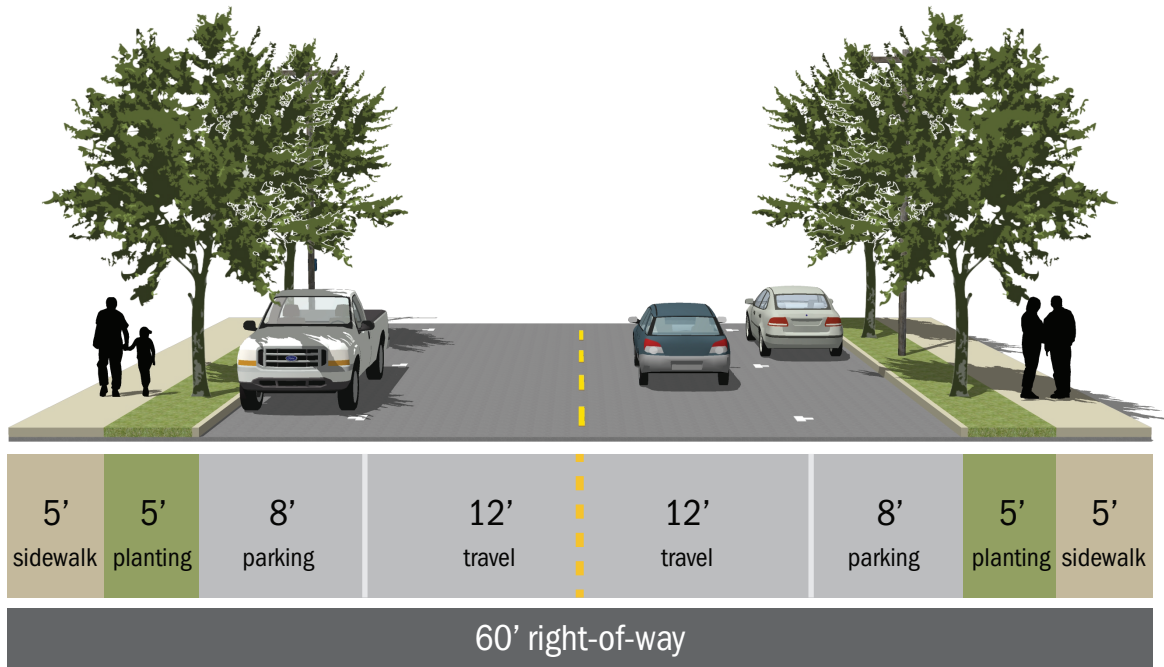 5’ 5’ 8’ 12’ 12’ 8’ 5’ 5’
sidewalk planting parking travel travel parking planting sidewalk
60’ right-of-way